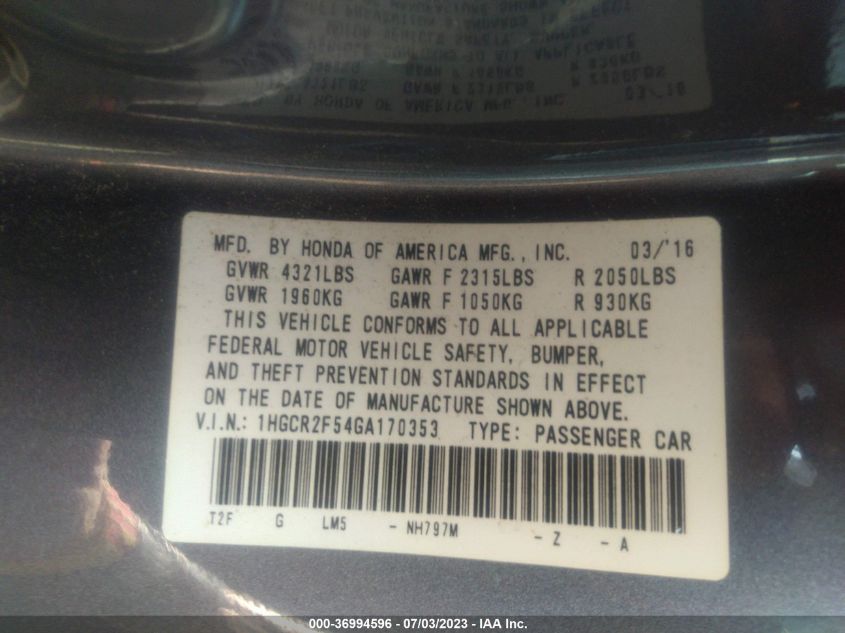 MFD. BY HONDA OF AMERICA MFG., INC. 03/'16
GVWR 4321LBS GAWR F 2315LBS R 2050LBS
GVWR 1960KG GAWR F 1050KG R 930KG
THIS VEHICLE CONFORMS TO ALL APPLICABLE
FEDERAL MOTOR VEHICLE SAFETY, BUMPER,
AND THEFT PREVENTION STANDARDS IN EFFECT
ON THE DATE OF MANUFACTURE SHOWN ABOVE.
V.I.N.: 1HGCR2F54GA170353 TYPE: PASSENGER CAR
T2F G LM5 - NH797M - Z - A
000-36994596 - 07/03/2023 - IAA Inc.